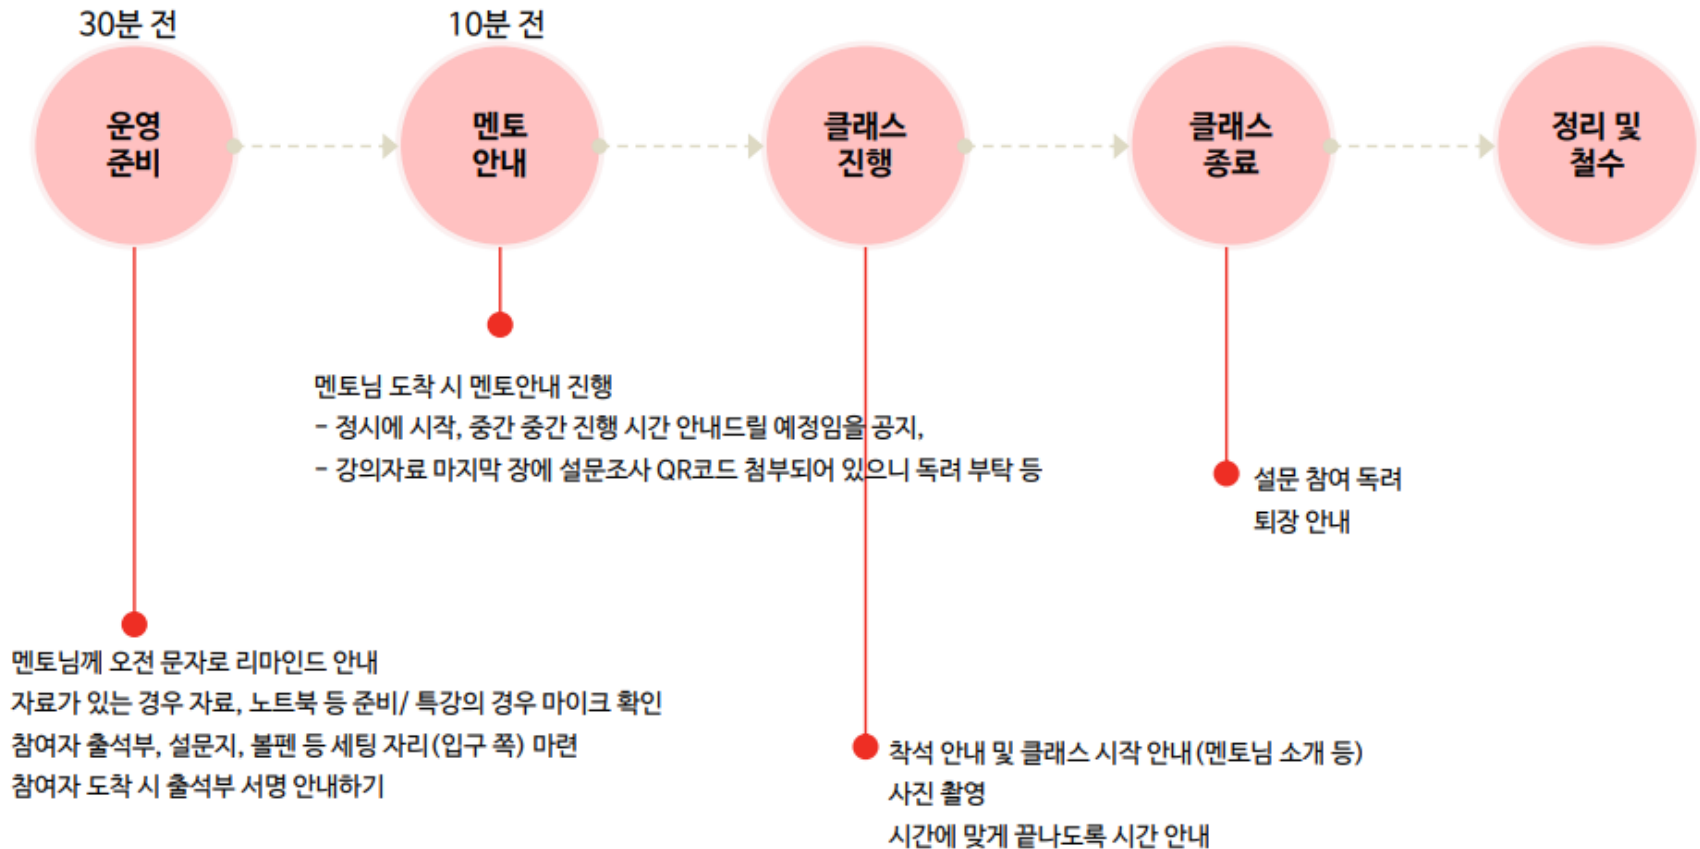 30분 전
10분 전
운영
준비
멘토
안내
클래스
진행
클래스
종료
정리 및
철수
멘토님 도착 시 멘토안내 진행
- 정시에 시작, 중간 중간 진행 시간 안내드릴 예정임을 공지,
- 강의자료 마지막 장에 설문조사 QR코드 첨부되어 있으니 독려 부탁 등
설문 참여 독려
퇴장 안내
멘토님께 오전 문자로 리마인드 안내
자료가 있는 경우 자료, 노트북 등 준비/ 특강의 경우 마이크 확인
참여자 출석부, 설문지, 볼펜 등 세팅 자리(입구 쪽) 마련
참여자 도착 시 출석부 서명 안내하기
착석 안내 및 클래스 시작 안내(멘토님 소개 등)
사진 촬영
시간에 맞게 끝나도록 시간 안내